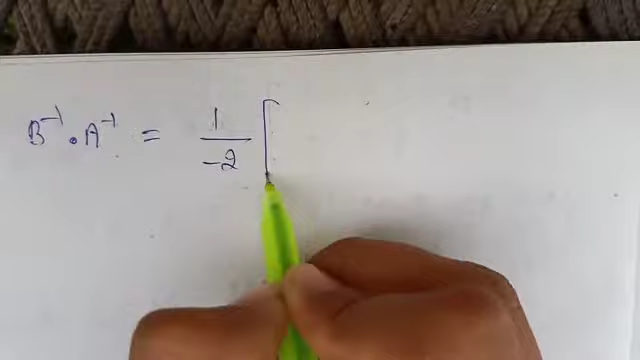 B⁻¹ . A⁻¹ = 1/-2 [